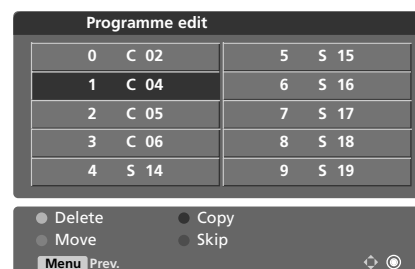 Programme edit
0 C 02 5 S 15
1 C 04 6 S 16
2 C 05 7 S 17
3 C 06 8 S 18
4 S 14 9 S 19
Delete Copy
Move Skip
Menu Prev.